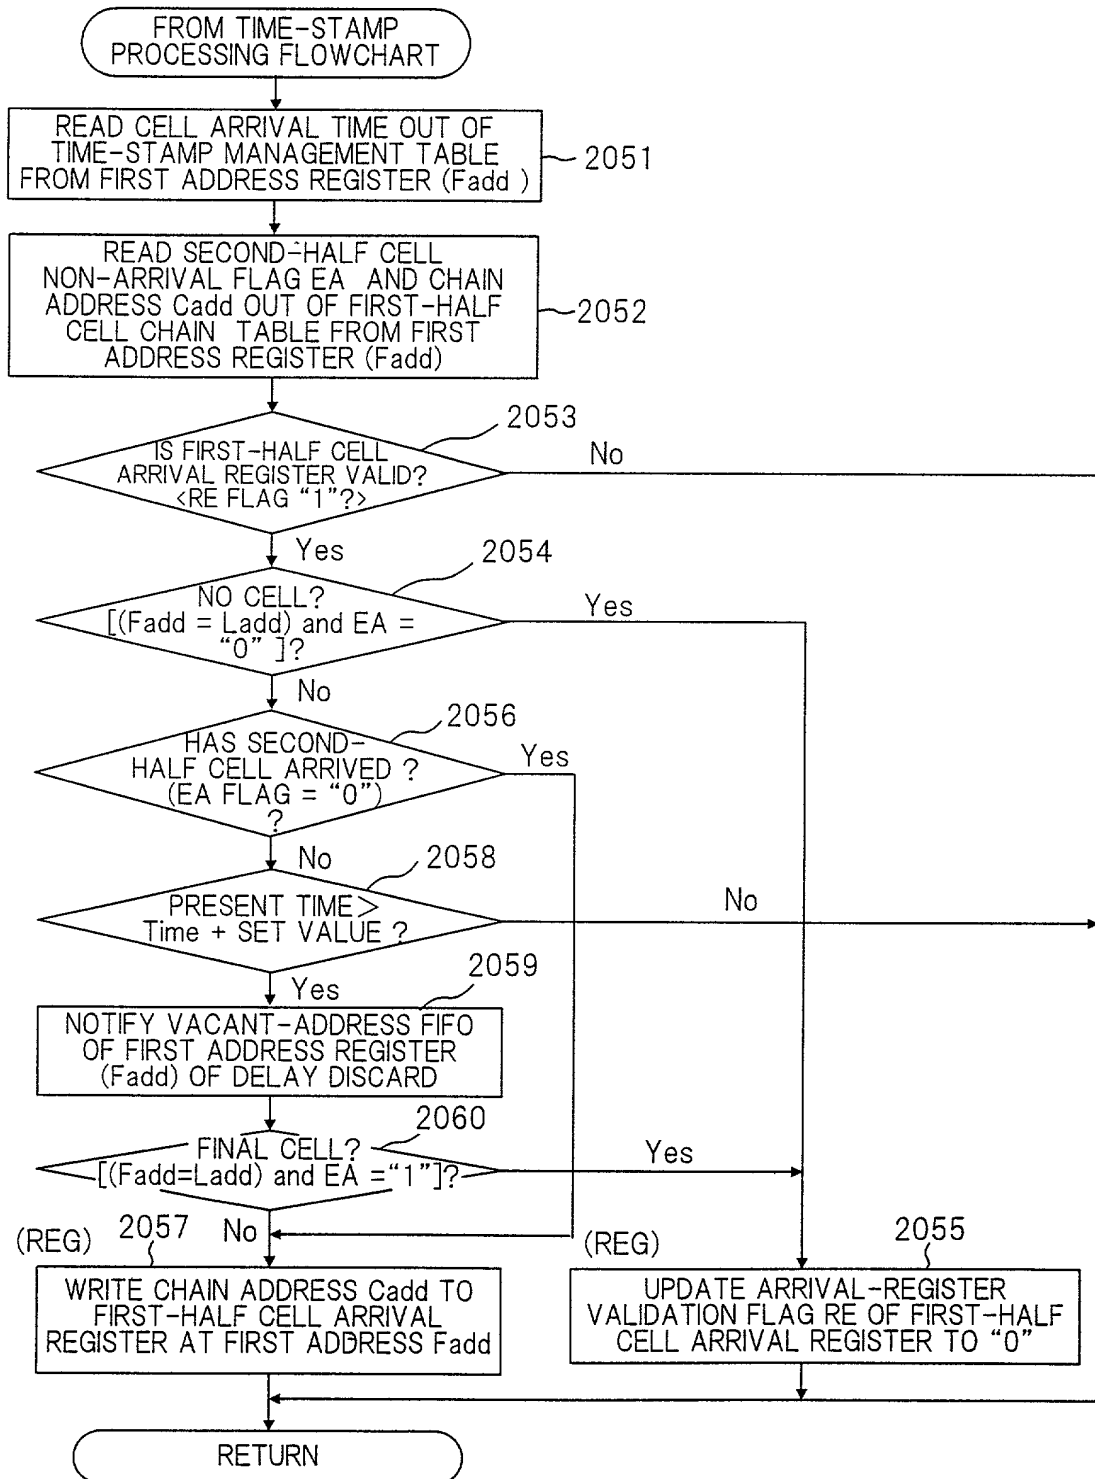 FROM TIME-STAMP
PROCESSING FLOWCHART
READ CELL ARRIVAL TIME OUT OF
TIME-STAMP MANAGEMENT TABLE
FROM FIRST ADDRESS REGISTER (Fadd )
2051
READ SECOND-HALF CELL
NON-ARRIVAL FLAG EA AND CHAIN
ADDRESS Cadd OUT OF FIRST-HALF
CELL CHAIN TABLE FROM FIRST
ADDRESS REGISTER (Fadd)
2052
2053
IS FIRST-HALF CELL
ARRIVAL REGISTER VALID?
<RE FLAG “1”?>
No
Yes
2054
NO CELL?
[(Fadd = Ladd) and EA =
“0” ]?
Yes
No
2056
HAS SECOND-
HALF CELL ARRIVED ?
(EA FLAG = “0”)
?
Yes
No
2058
PRESENT TIME>
Time + SET VALUE ?
No
Yes
2059
NOTIFY VACANT-ADDRESS FIFO
OF FIRST ADDRESS REGISTER
(Fadd) OF DELAY DISCARD
2060
FINAL CELL?
[(Fadd=Ladd) and EA =“1”]?
Yes
No
(REG)
2057
WRITE CHAIN ADDRESS Cadd TO
FIRST-HALF CELL ARRIVAL
REGISTER AT FIRST ADDRESS Fadd
(REG)
2055
UPDATE ARRIVAL-REGISTER
VALIDATION FLAG RE OF FIRST-HALF
CELL ARRIVAL REGISTER TO “0”
RETURN